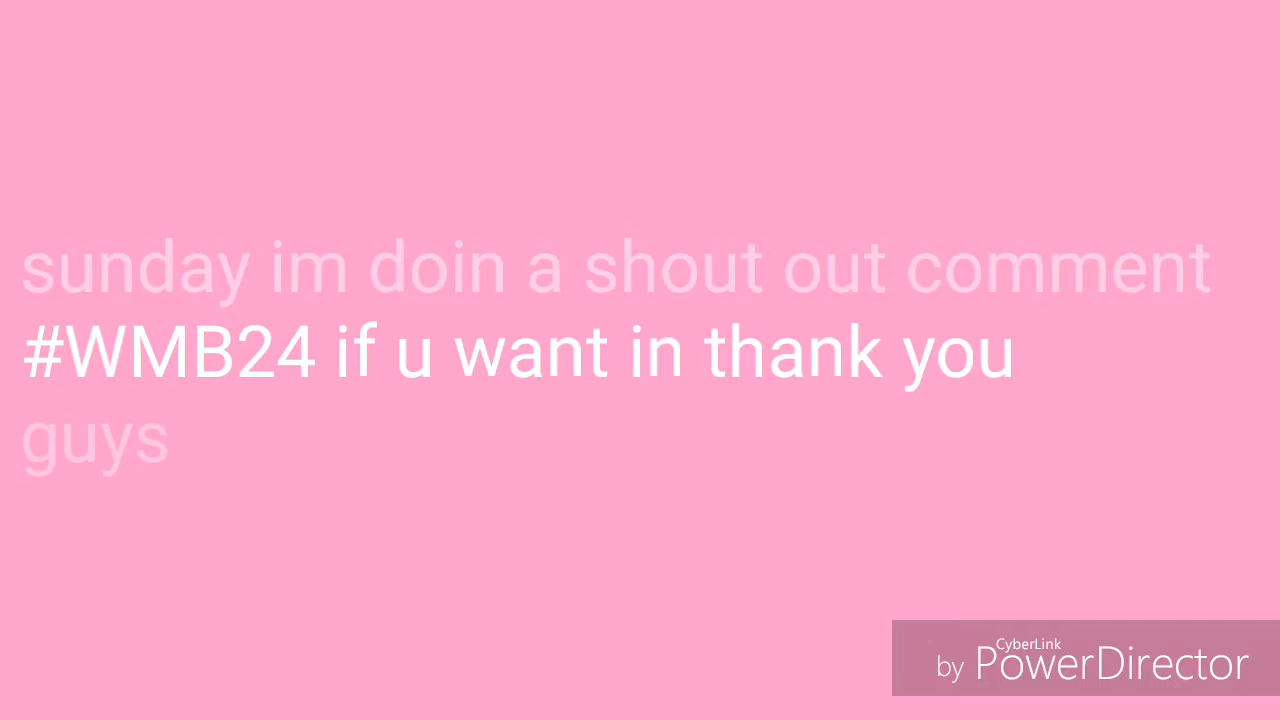 sunday im doin a shout out comment
#WMB24 if u want in thank you
guys
by CyberLink PowerDirector